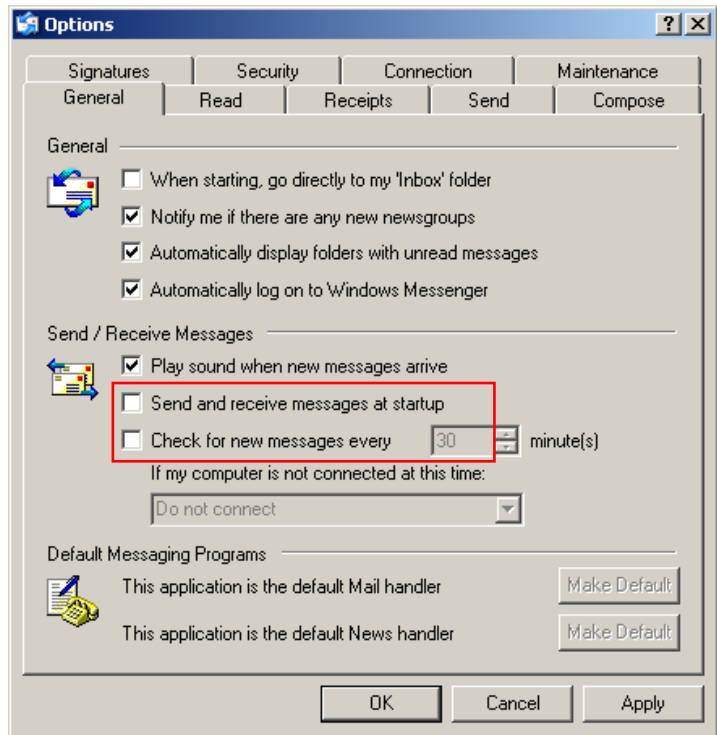 Options
Signatures Security Connection Maintenance
General Read Receipts Send Compose
General
When starting, go directly to my 'Inbox' folder
Notify me if there are any new newsgroups
Automatically display folders with unread messages
Automatically log on to Windows Messenger
Send / Receive Messages
Play sound when new messages arrive
Send and receive messages at startup
Check for new messages every 30 minute(s)
If my computer is not connected at this time:
Do not connect
Default Messaging Programs
This application is the default Mail handler Make Default
This application is the default News handler Make Default
OK Cancel Apply